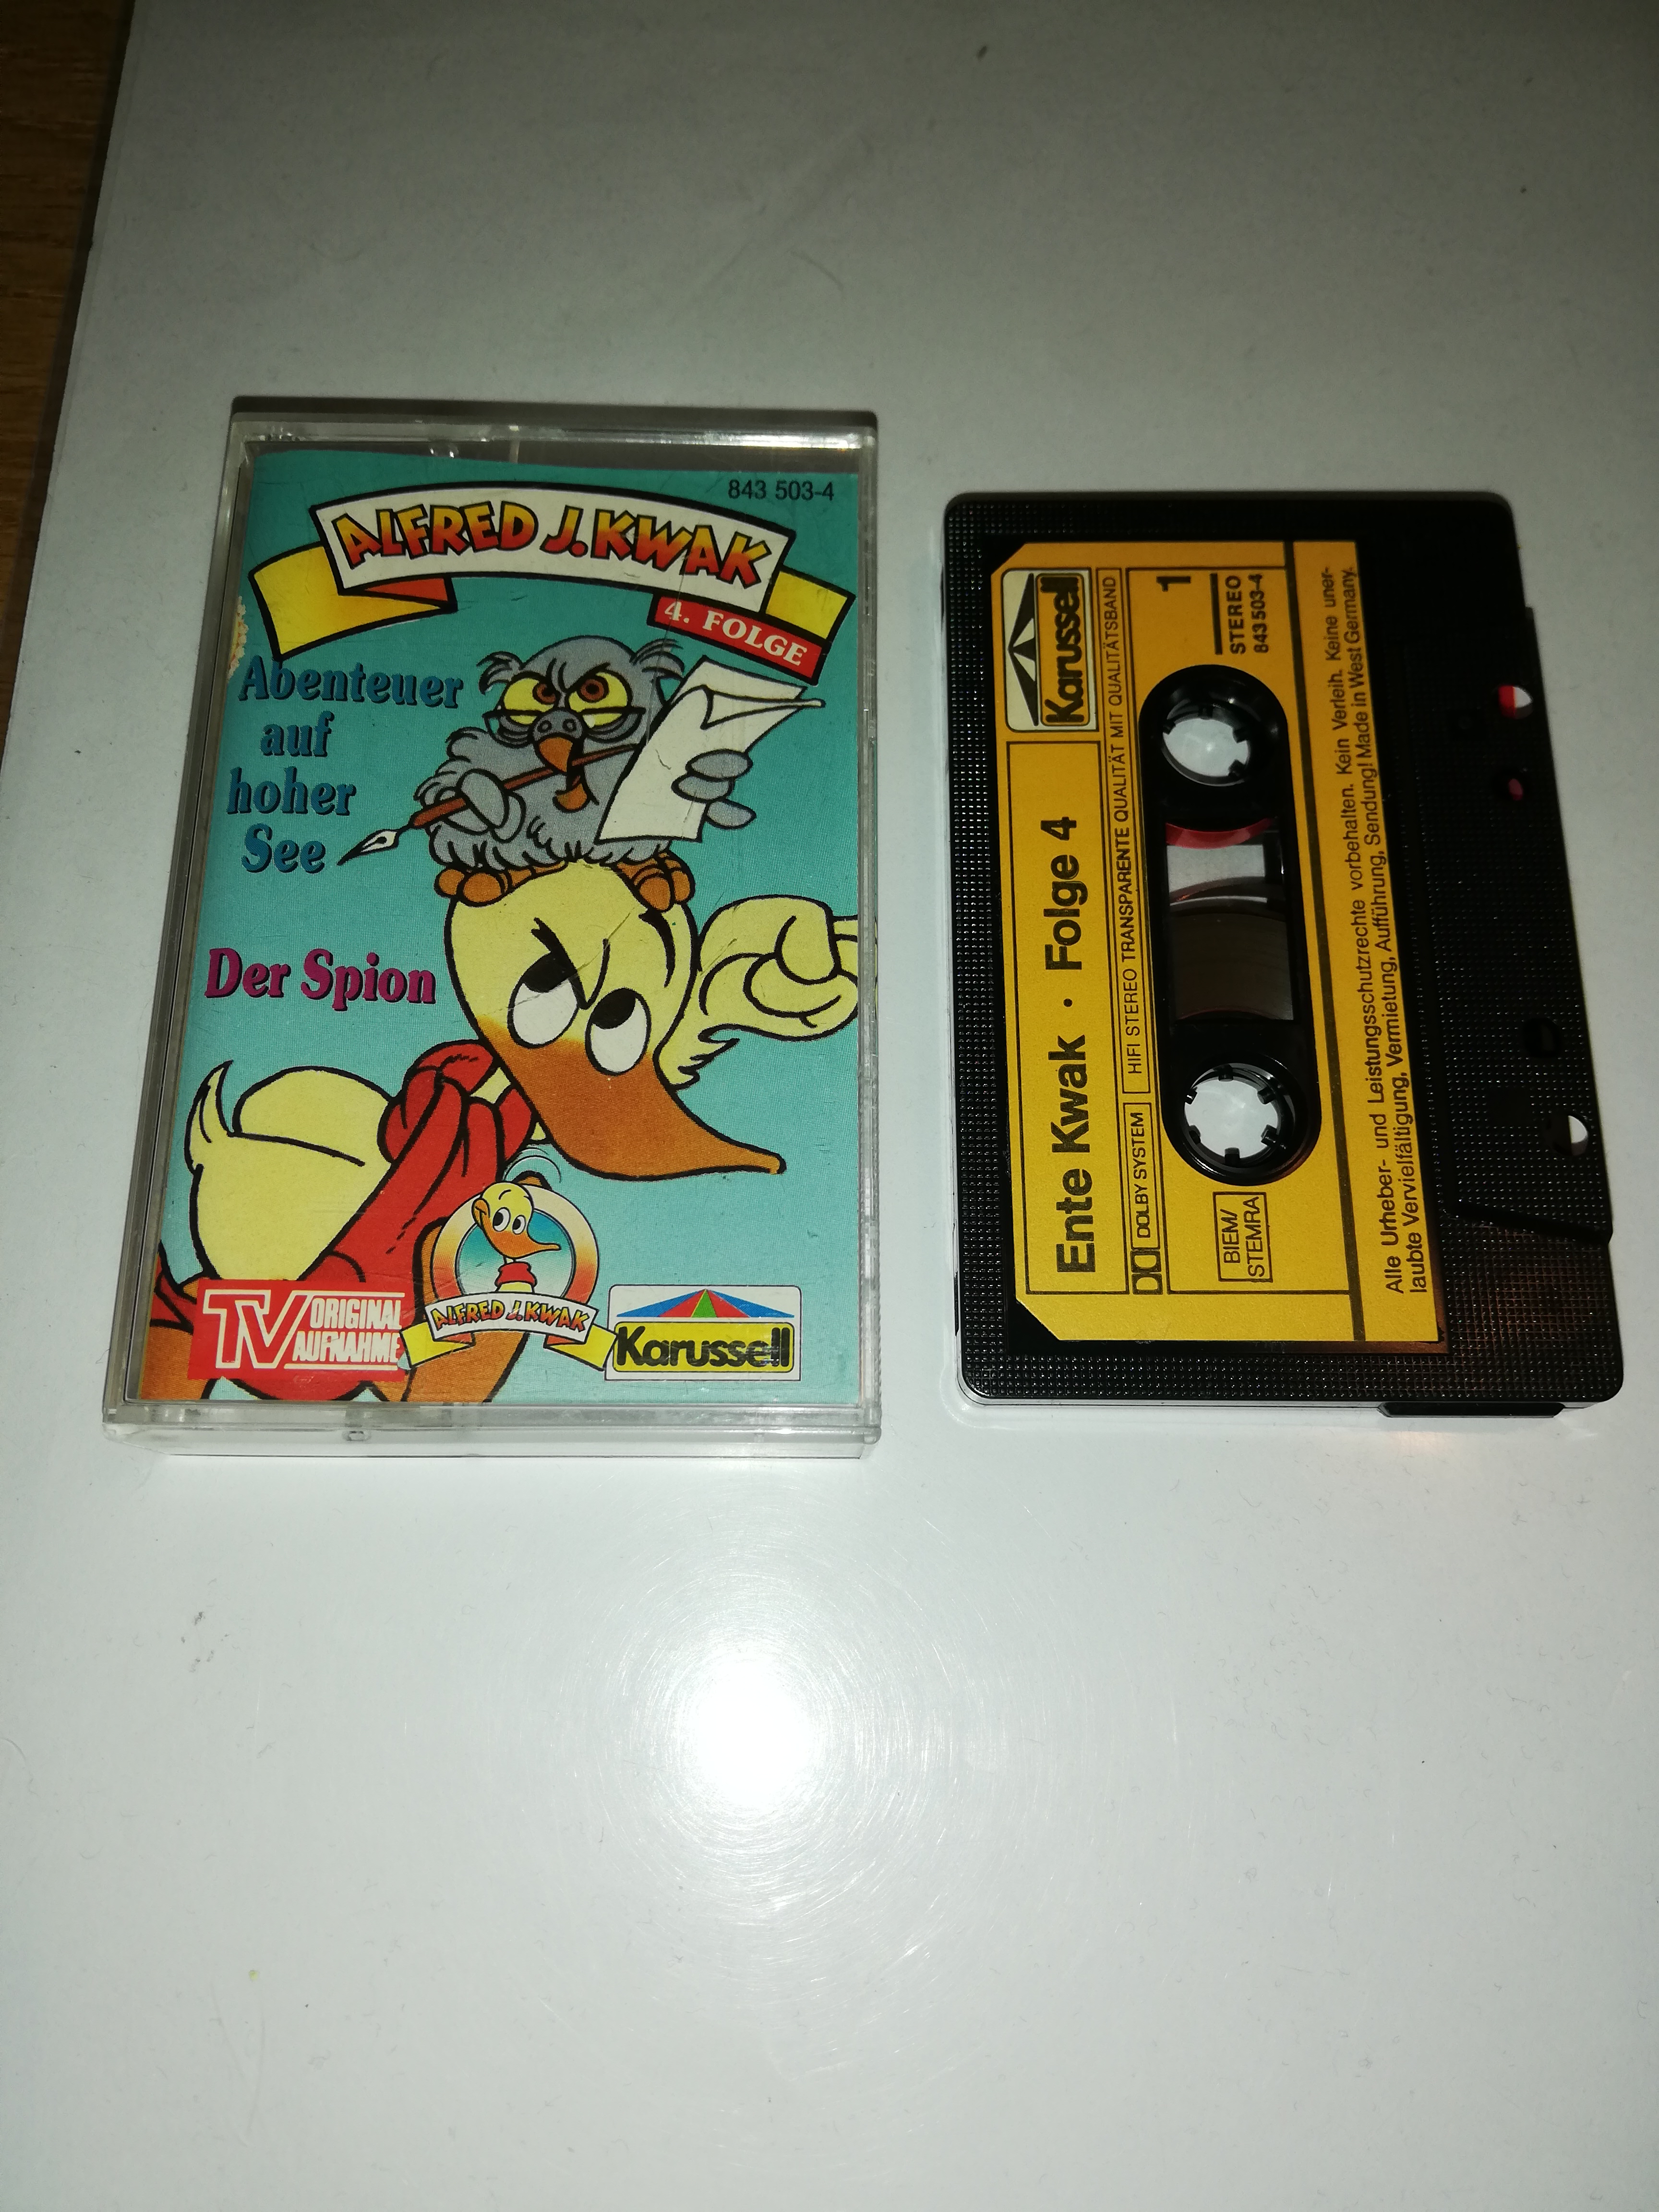 843 503-4
ALFRED J. KWAK
4. FOLGE
Abenteuer
auf
hoher
See
Der Spion
TV ORIGINAL
AUFNAHME
ALFRED J. KWAK
Karussell
Karussell
Ente Kwak · Folge 4
DOLBY SYSTEM
HIFI STEREO TRANSPARENTE QUALITÄT MIT QUALITÄTSBAND
1
STEREO
843 503-4
BIEM/
STEMRA
Alle Urheber- und Leistungsschutzrechte vorbehalten. Kein Verleih. Keine uner-
laubte Vervielfältigung, Vermietung, Aufführung, Sendung! Made in West Germany.